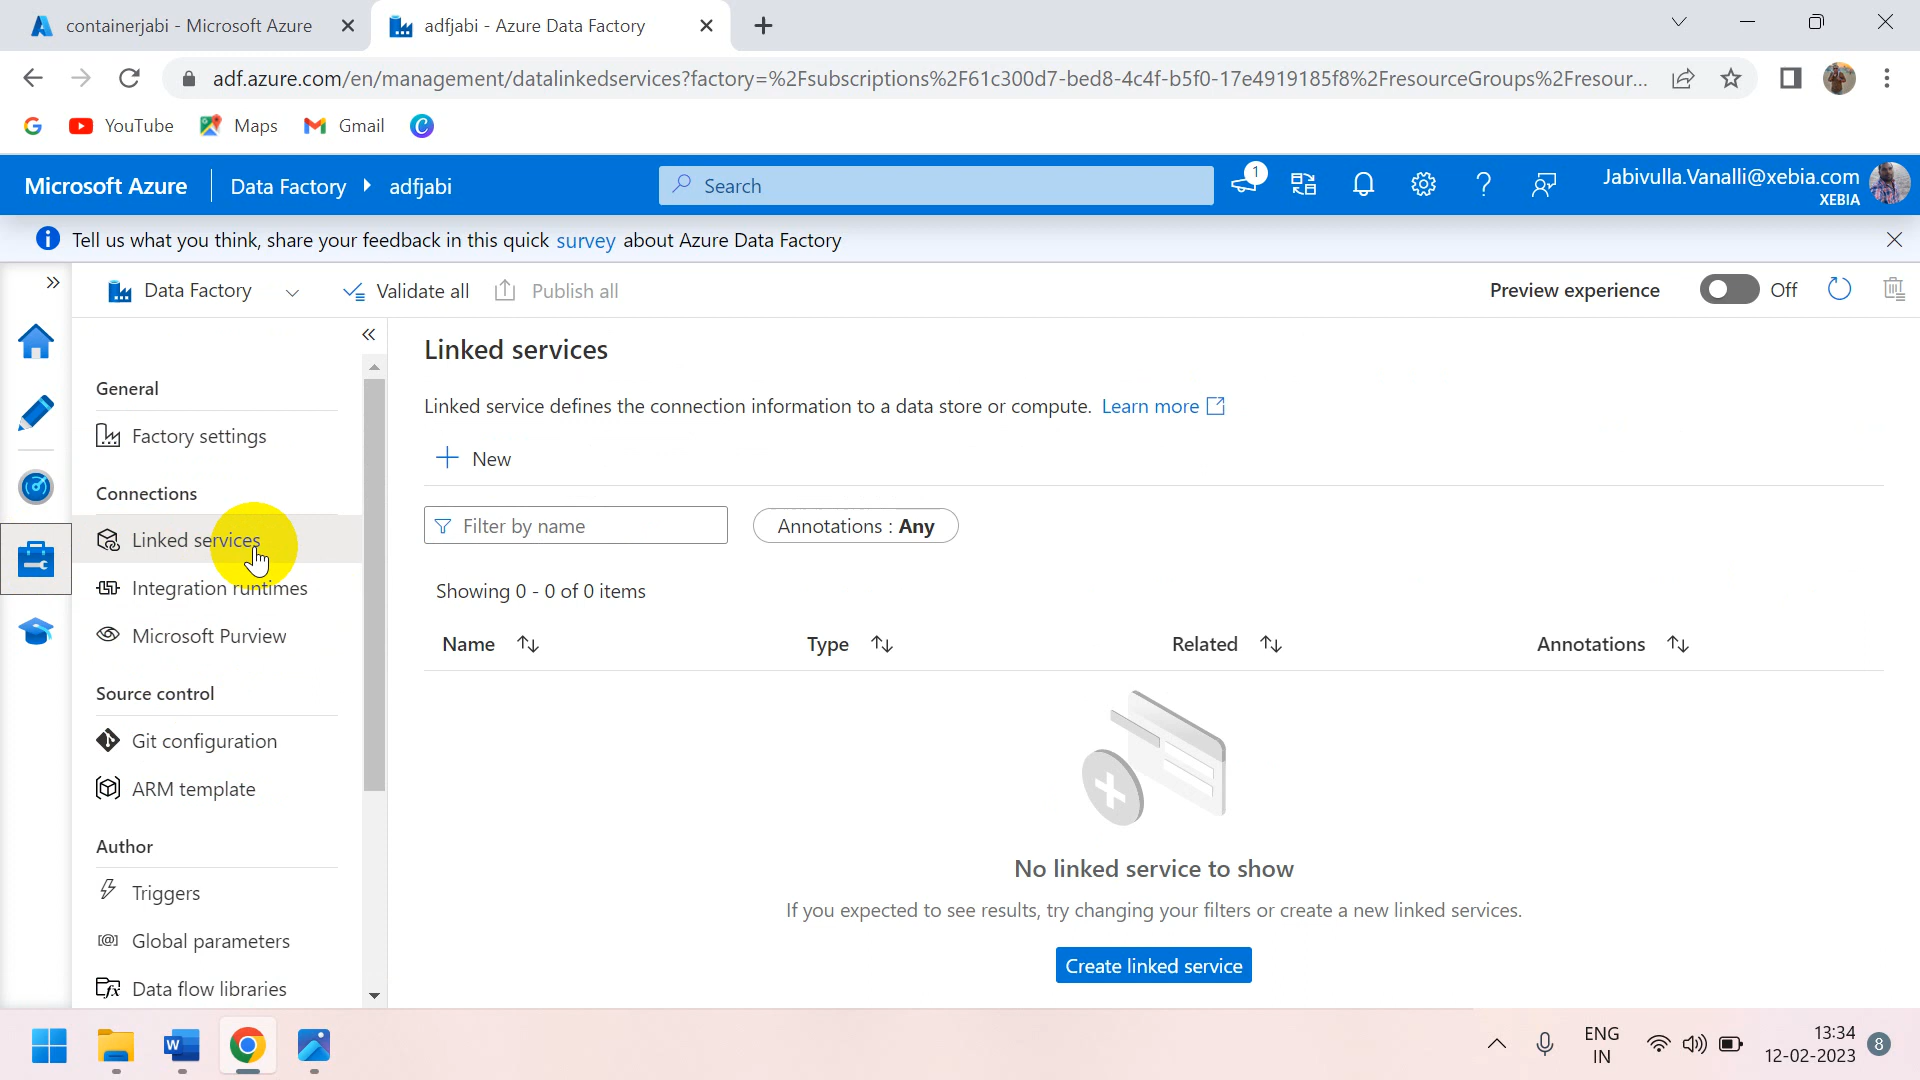 containerjabi - Microsoft Azure
adfjabi - Azure Data Factory
adf.azure.com/en/management/datalinkedservices?factory=%2Fsubscriptions%2F61c300d7-bed8-4c4f-b5f0-17e4919185f8%2FresourceGroups%2Fresour...
YouTube
Maps
Gmail
Microsoft Azure
Data Factory
adfjabi
Search
1
Jabivulla.Vanalli@xebia.com
XEBIA
Tell us what you think, share your feedback in this quick survey about Azure Data Factory
Data Factory
Validate all
Publish all
Preview experience
Off
General
Factory settings
Connections
Linked services
Integration runtimes
Microsoft Purview
Source control
Git configuration
ARM template
Author
Triggers
Global parameters
Data flow libraries
Linked services
Linked service defines the connection information to a data store or compute. Learn more
New
Filter by name
Annotations : Any
Showing 0 - 0 of 0 items
Name
Type
Related
Annotations
No linked service to show
If you expected to see results, try changing your filters or create a new linked services.
Create linked service
ENG
IN
13:34
12-02-2023
8